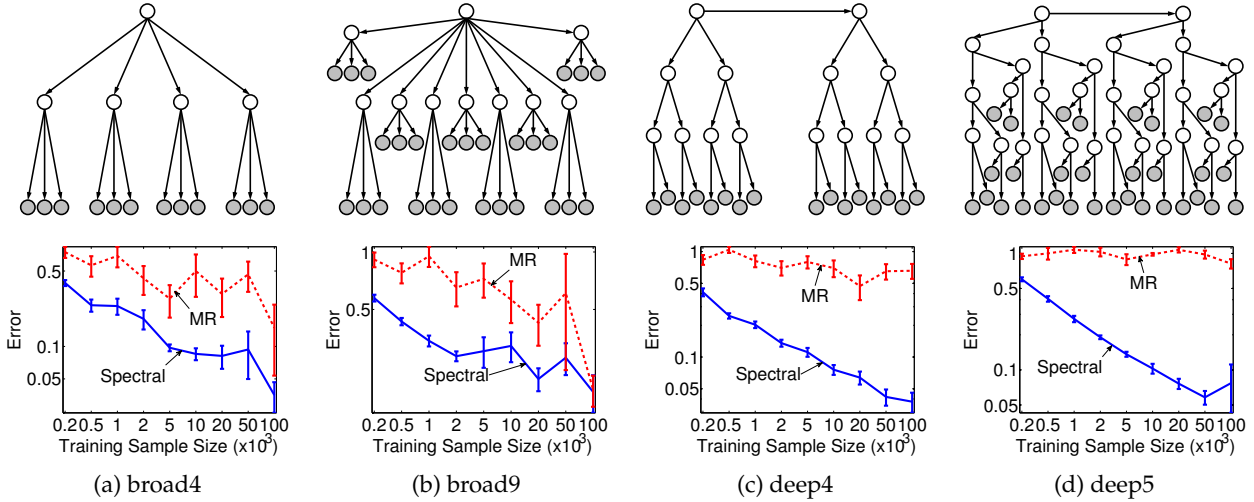 0.5
0.1
0.05
Error
MR
Spectral
0.2 0.5 1 2 5 10 20 50 100
Training Sample Size (x10³)
(a) broad4
1
0.5
Error
MR
Spectral
0.2 0.5 1 2 5 10 20 50 100
Training Sample Size (x10³)
(b) broad9
1
0.5
0.1
0.05
Error
MR
Spectral
0.2 0.5 1 2 5 10 20 50 100
Training Sample Size (x10³)
(c) deep4
1
0.5
0.1
0.05
Error
MR
Spectral
0.2 0.5 1 2 5 10 20 50 100
Training Sample Size (x10³)
(d) deep5